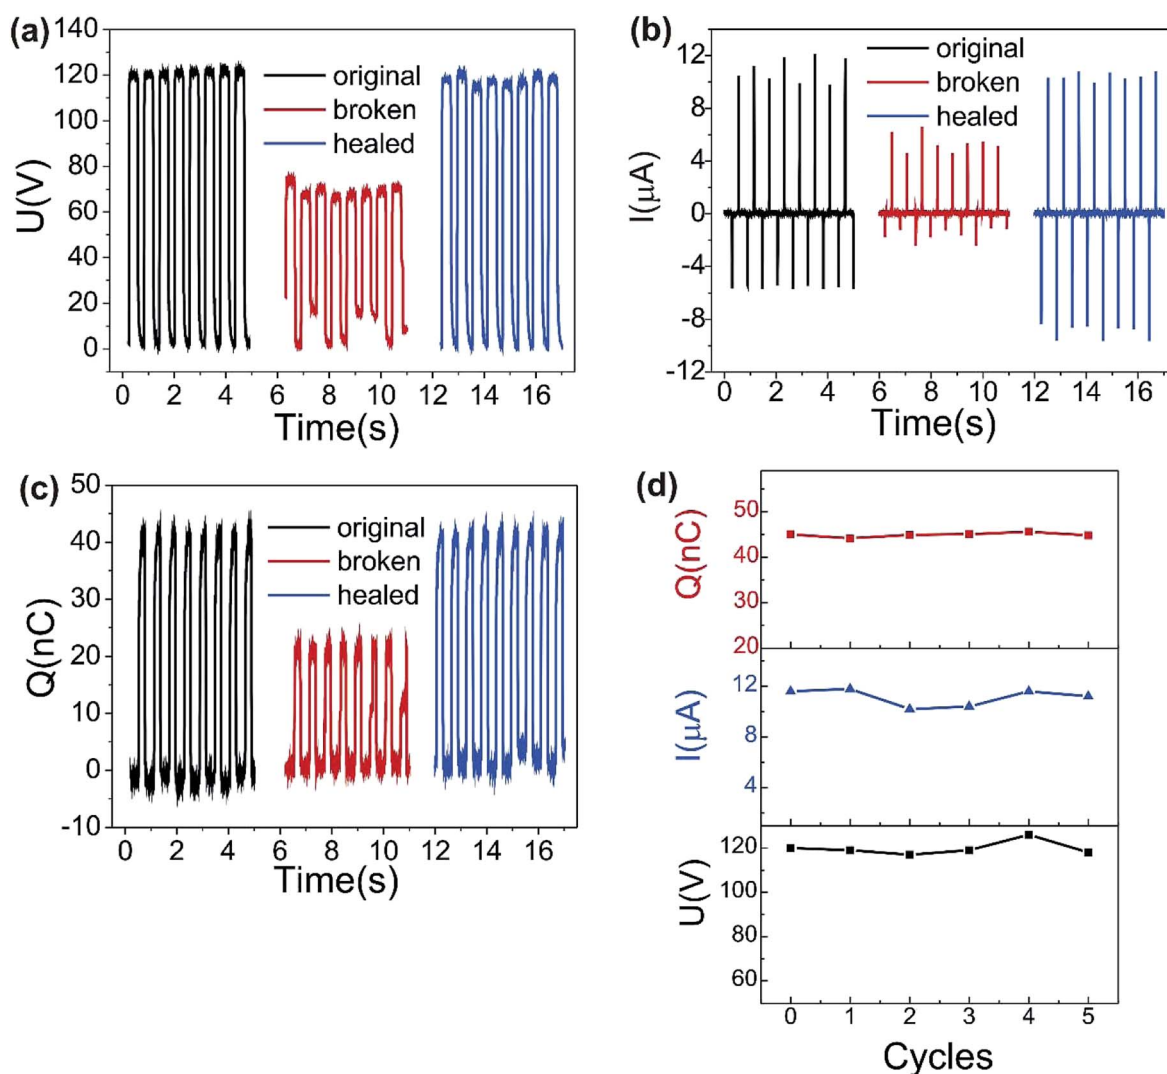 (a)
140
120
100
80
60
40
20
0
U(V)
original
broken
healed
0 2 4 6 8 10 12 14 16
Time(s)
(b)
12
8
4
0
-4
-8
-12
I(μA)
original
broken
healed
0 2 4 6 8 10 12 14 16
Time(s)
(c)
50
40
30
20
10
0
-10
Q(nC)
original
broken
healed
0 2 4 6 8 10 12 14 16
Time(s)
(d)
50
45
30
20
Q(nC)
12
8
4
I(μA)
120
100
80
60
U(V)
0 1 2 3 4 5
Cycles